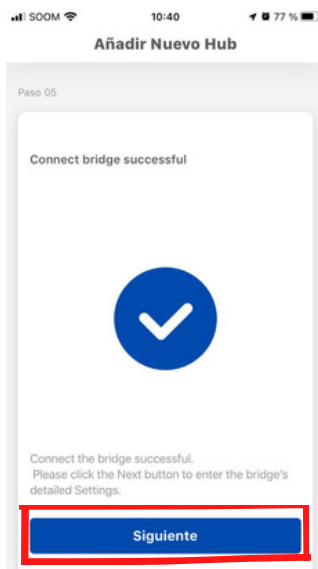 SOOM 10:40 77 %
Añadir Nuevo Hub
Paso 05
Connect bridge successful
Connect the bridge successful.
Please click the Next button to enter the bridge's
detailed Settings.
Siguiente